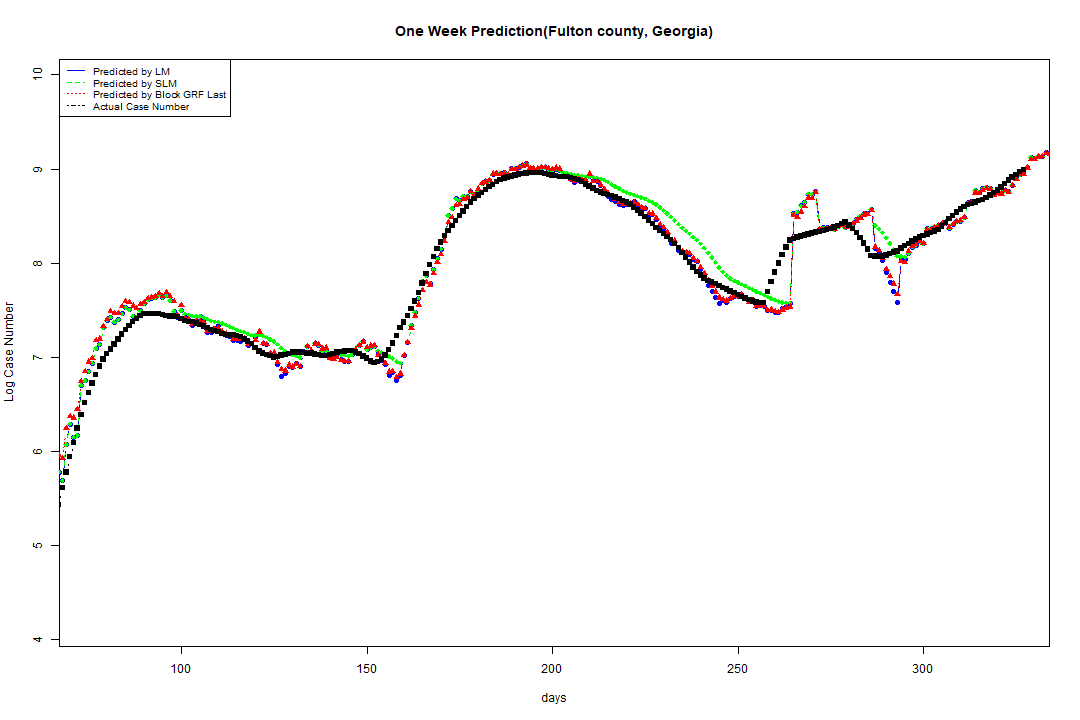 One Week Prediction(Fulton county, Georgia)
Predicted by LM
Predicted by SLM
Predicted by Block GRF Last
Actual Case Number
10
9
8
7
6
5
4
Log Case Number
100 150 200 250 300
days